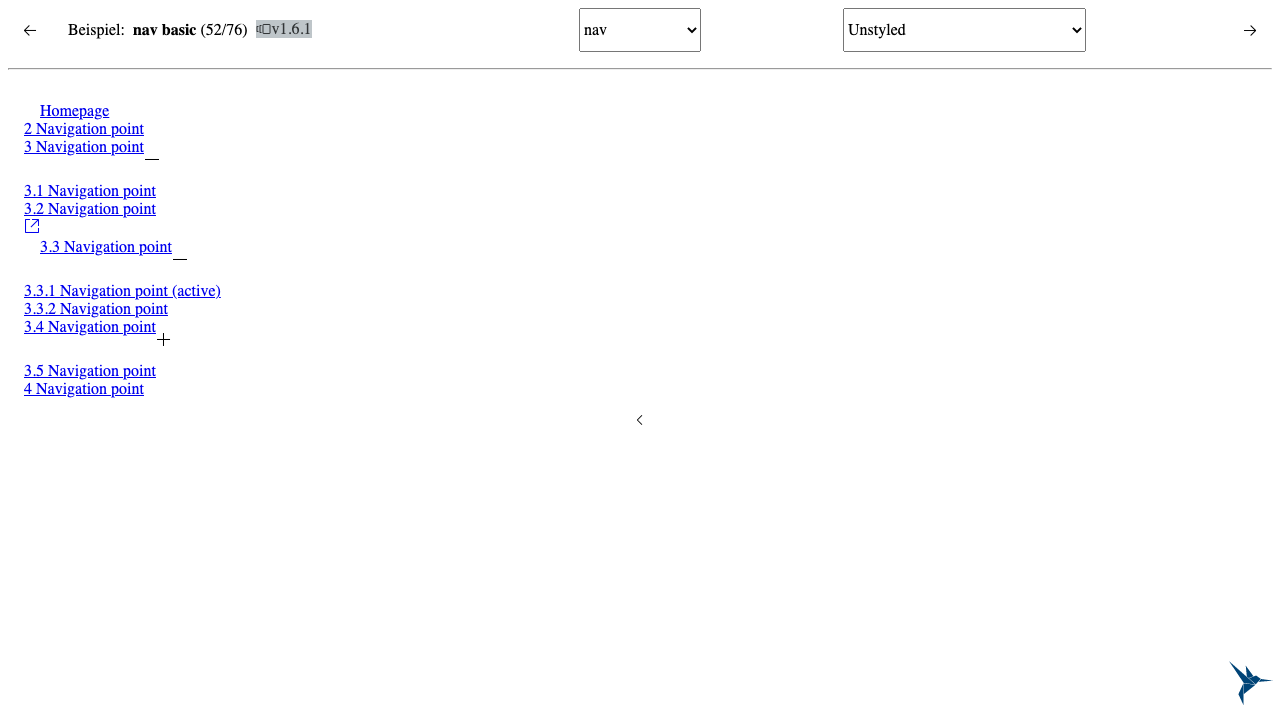 Beispiel: nav basic (52/76) v1.6.1 nav Unstyled
Homepage
2 Navigation point
3 Navigation point
3.1 Navigation point
3.2 Navigation point
3.3 Navigation point
3.3.1 Navigation point (active)
3.3.2 Navigation point
3.4 Navigation point
3.5 Navigation point
4 Navigation point